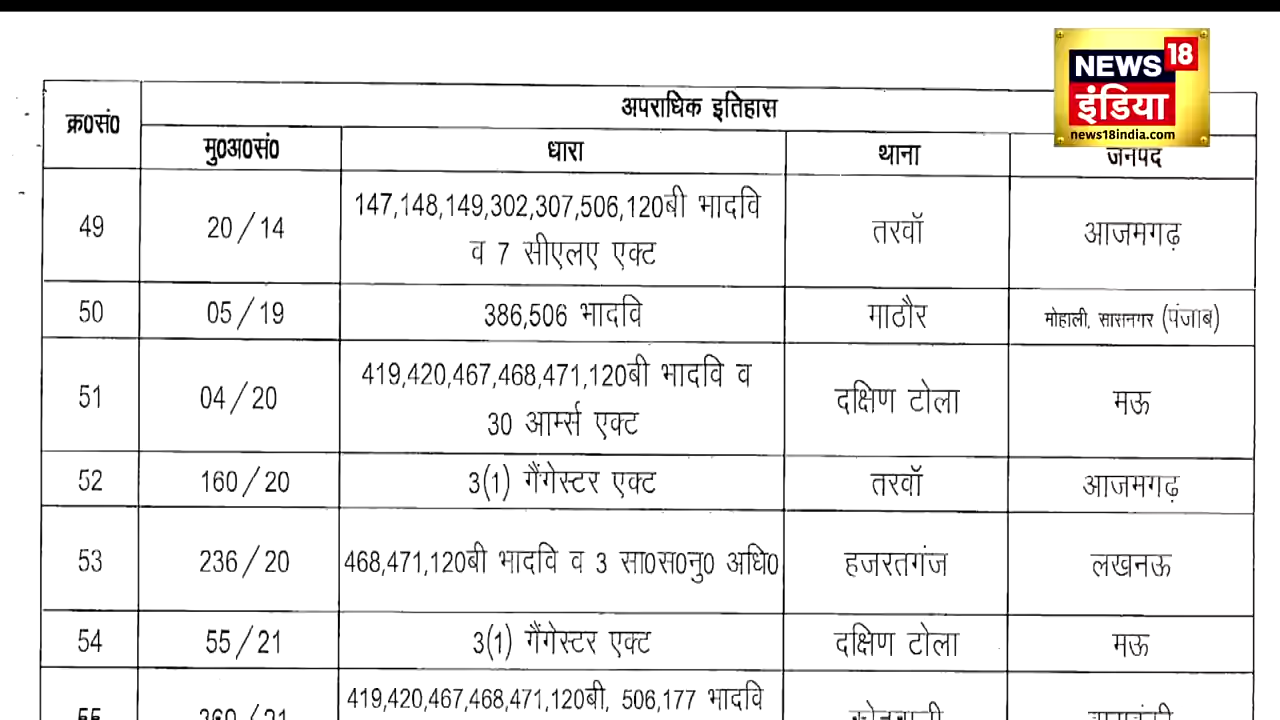 NEWS 18
इंडिया
news18india.com
क्र0सं0 अपराधिक इतिहास
मु0अ0सं0 धारा थाना जनपद
49 20/14 147,148,149,302,307,506,120बी भादवि व 7 सीएलए एक्ट तरवॉ आजमगढ़
50 05/19 386,506 भादवि गाठौर मोहाली, सासनगर (पंजाब)
51 04/20 419,420,467,468,471,120बी भादवि व 30 आर्म्स एक्ट दक्षिण टोला मऊ
52 160/20 3(1) गैंगेस्टर एक्ट तरवॉ आजमगढ़
53 236/20 468,471,120बी भादवि व 3 सा0स0नु0 अधि0 हजरतगंज लखनऊ
54 55/21 3(1) गैंगेस्टर एक्ट दक्षिण टोला मऊ
55 419,420,467,468,471,120बी, 506,177 भादवि